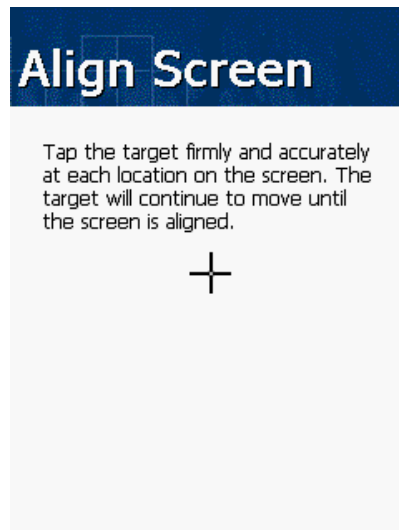 Align Screen
Tap the target firmly and accurately
at each location on the screen. The
target will continue to move until
the screen is aligned.